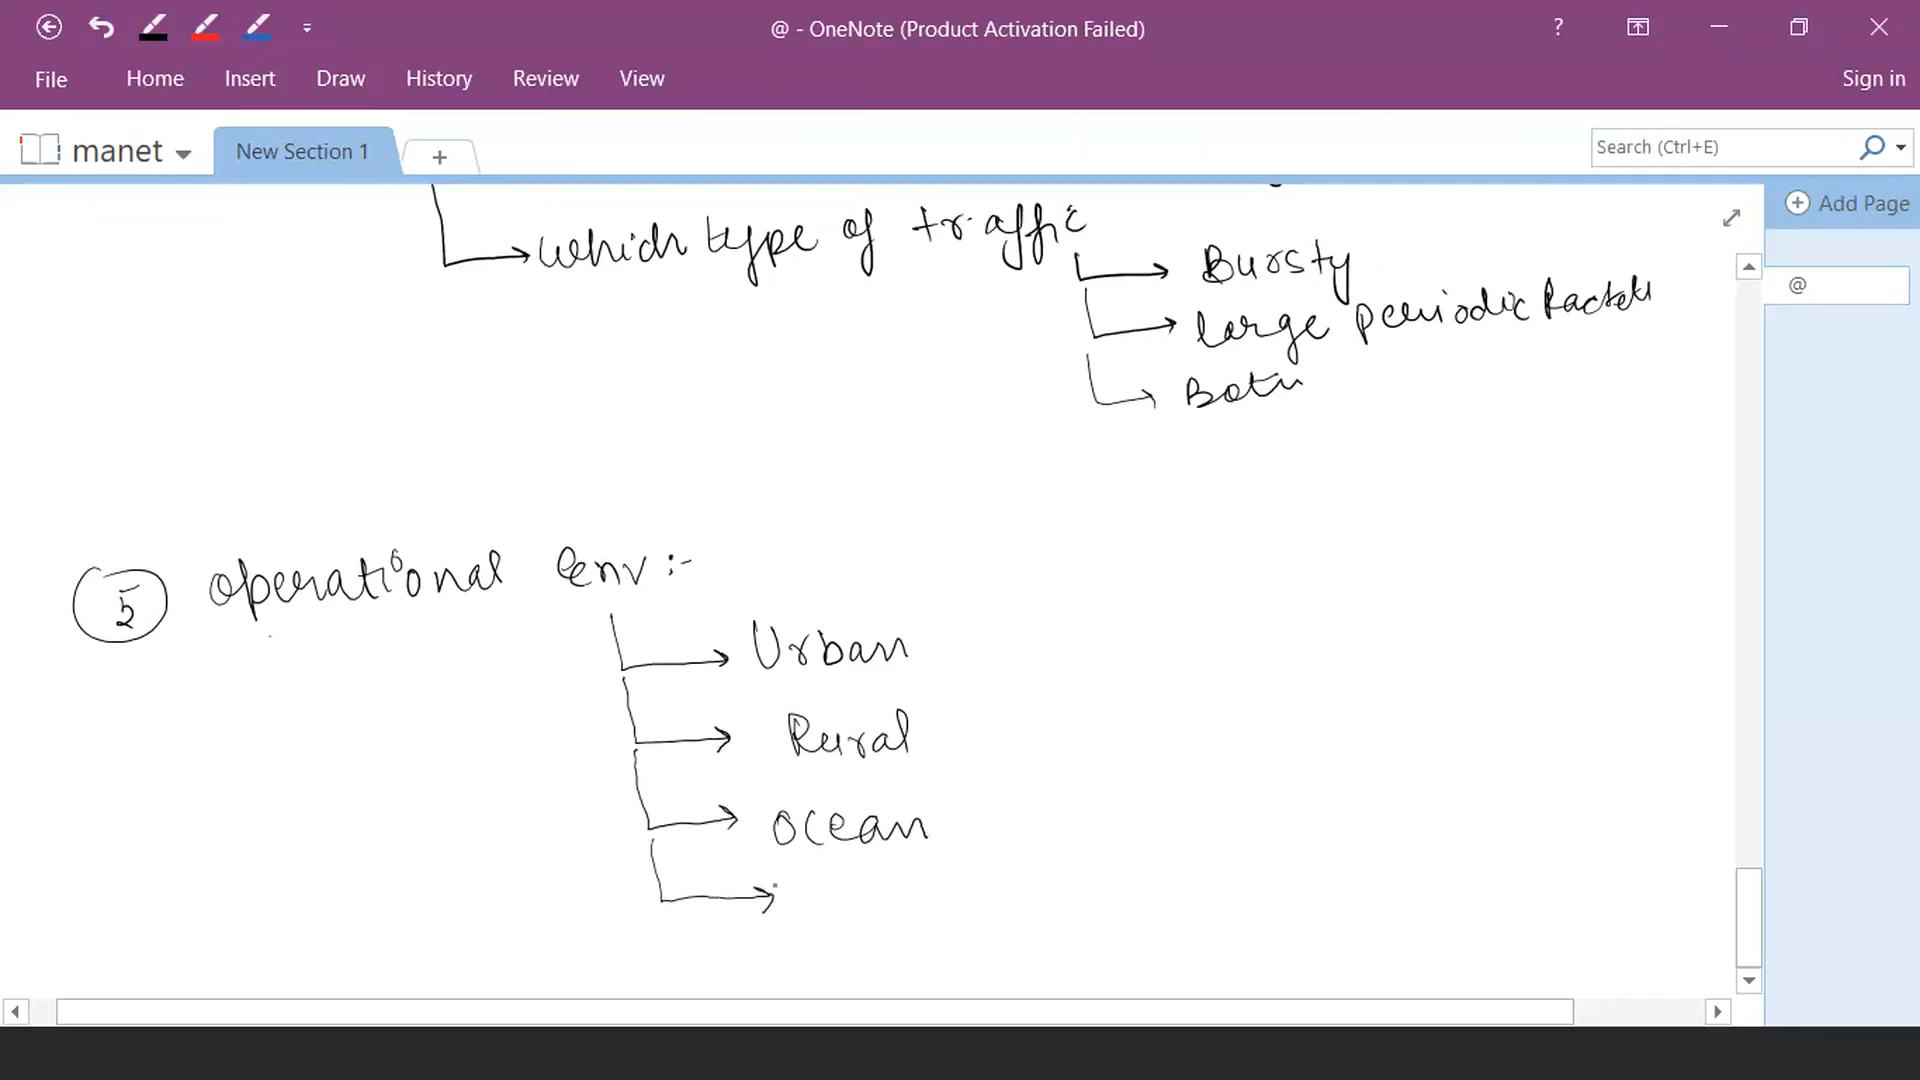 @ - OneNote (Product Activation Failed)
?
File Home Insert Draw History Review View Sign in
manet New Section 1 +
Search (Ctrl+E)
Add Page
@
which type of traffic
Bursty
large periodic Packets
Both
5 operational Env :-
Urban
Rural
ocean